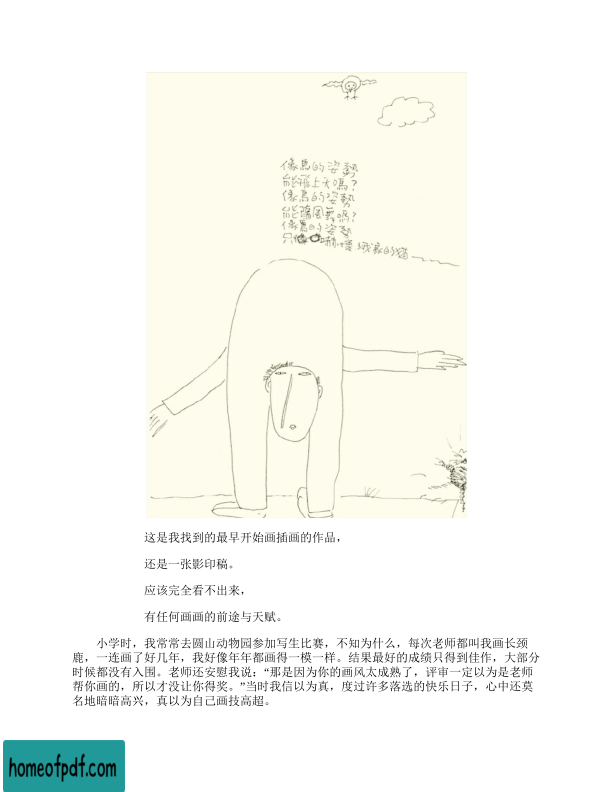 像鳥的姿勢
能飛上天嗎？
像鳥的姿勢
能隨風舞嗎？
像鳥的姿勢
只像 嚇 我家的猫
这是我找到的最早开始画插画的作品，
还是一张影印稿。
应该完全看不出来，
有任何画画的前途与天赋。
小学时，我常常去圆山动物园参加写生比赛，不知为什么，每次老师都叫我画长颈
鹿，一连画了好几年，我好像年年都画得一模一样。结果最好的成绩只得到佳作，大部分
时候都没有入围。老师还安慰我说：“那是因为你的画风太成熟了，评审一定以为是老师
帮你画的，所以才没让你得奖。”当时我信以为真，度过许多落选的快乐日子，心中还莫
名地暗暗高兴，真以为自己画技高超。
homeofpdf.com